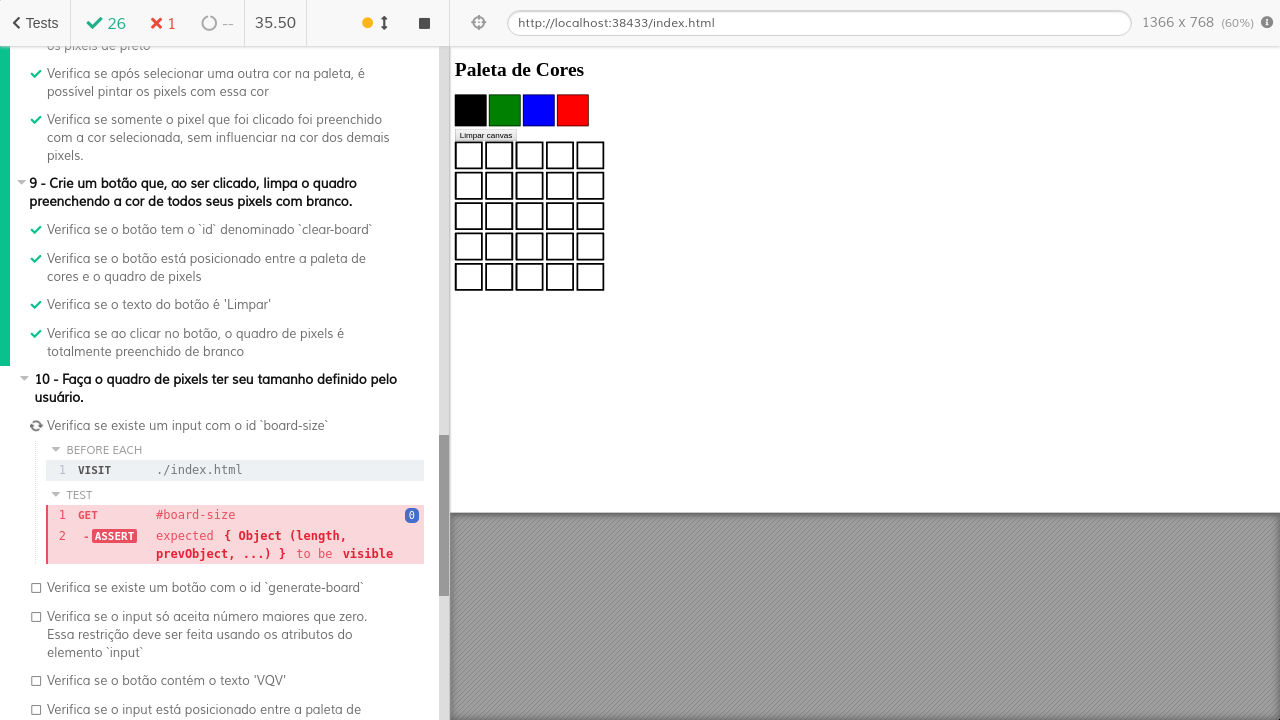 Tests
26
1
--
35.50
http://localhost:38433/index.html
1366 x 768 (60%)
os pixels de preto
Verifica se após selecionar uma outra cor na paleta, é
possível pintar os pixels com essa cor
Verifica se somente o pixel que foi clicado foi preenchido
com a cor selecionada, sem influenciar na cor dos demais
pixels.
9 - Crie um botão que, ao ser clicado, limpa o quadro
preenchendo a cor de todos seus pixels com branco.
Verifica se o botão tem o `id` denominado `clear-board`
Verifica se o botão está posicionado entre a paleta de
cores e o quadro de pixels
Verifica se o texto do botão é 'Limpar'
Verifica se ao clicar no botão, o quadro de pixels é
totalmente preenchido de branco
10 - Faça o quadro de pixels ter seu tamanho definido pelo
usuário.
Verifica se existe um input com o id `board-size`
BEFORE EACH
1 VISIT ./index.html
TEST
1 GET #board-size 0
2 -ASSERT expected { Object (length,
prevObject, ...) } to be visible
Verifica se existe um botão com o id `generate-board`
Verifica se o input só aceita número maiores que zero.
Essa restrição deve ser feita usando os atributos do
elemento `input`
Verifica se o botão contém o texto 'VQV'
Verifica se o input está posicionado entre a paleta de
Paleta de Cores
Limpar canvas